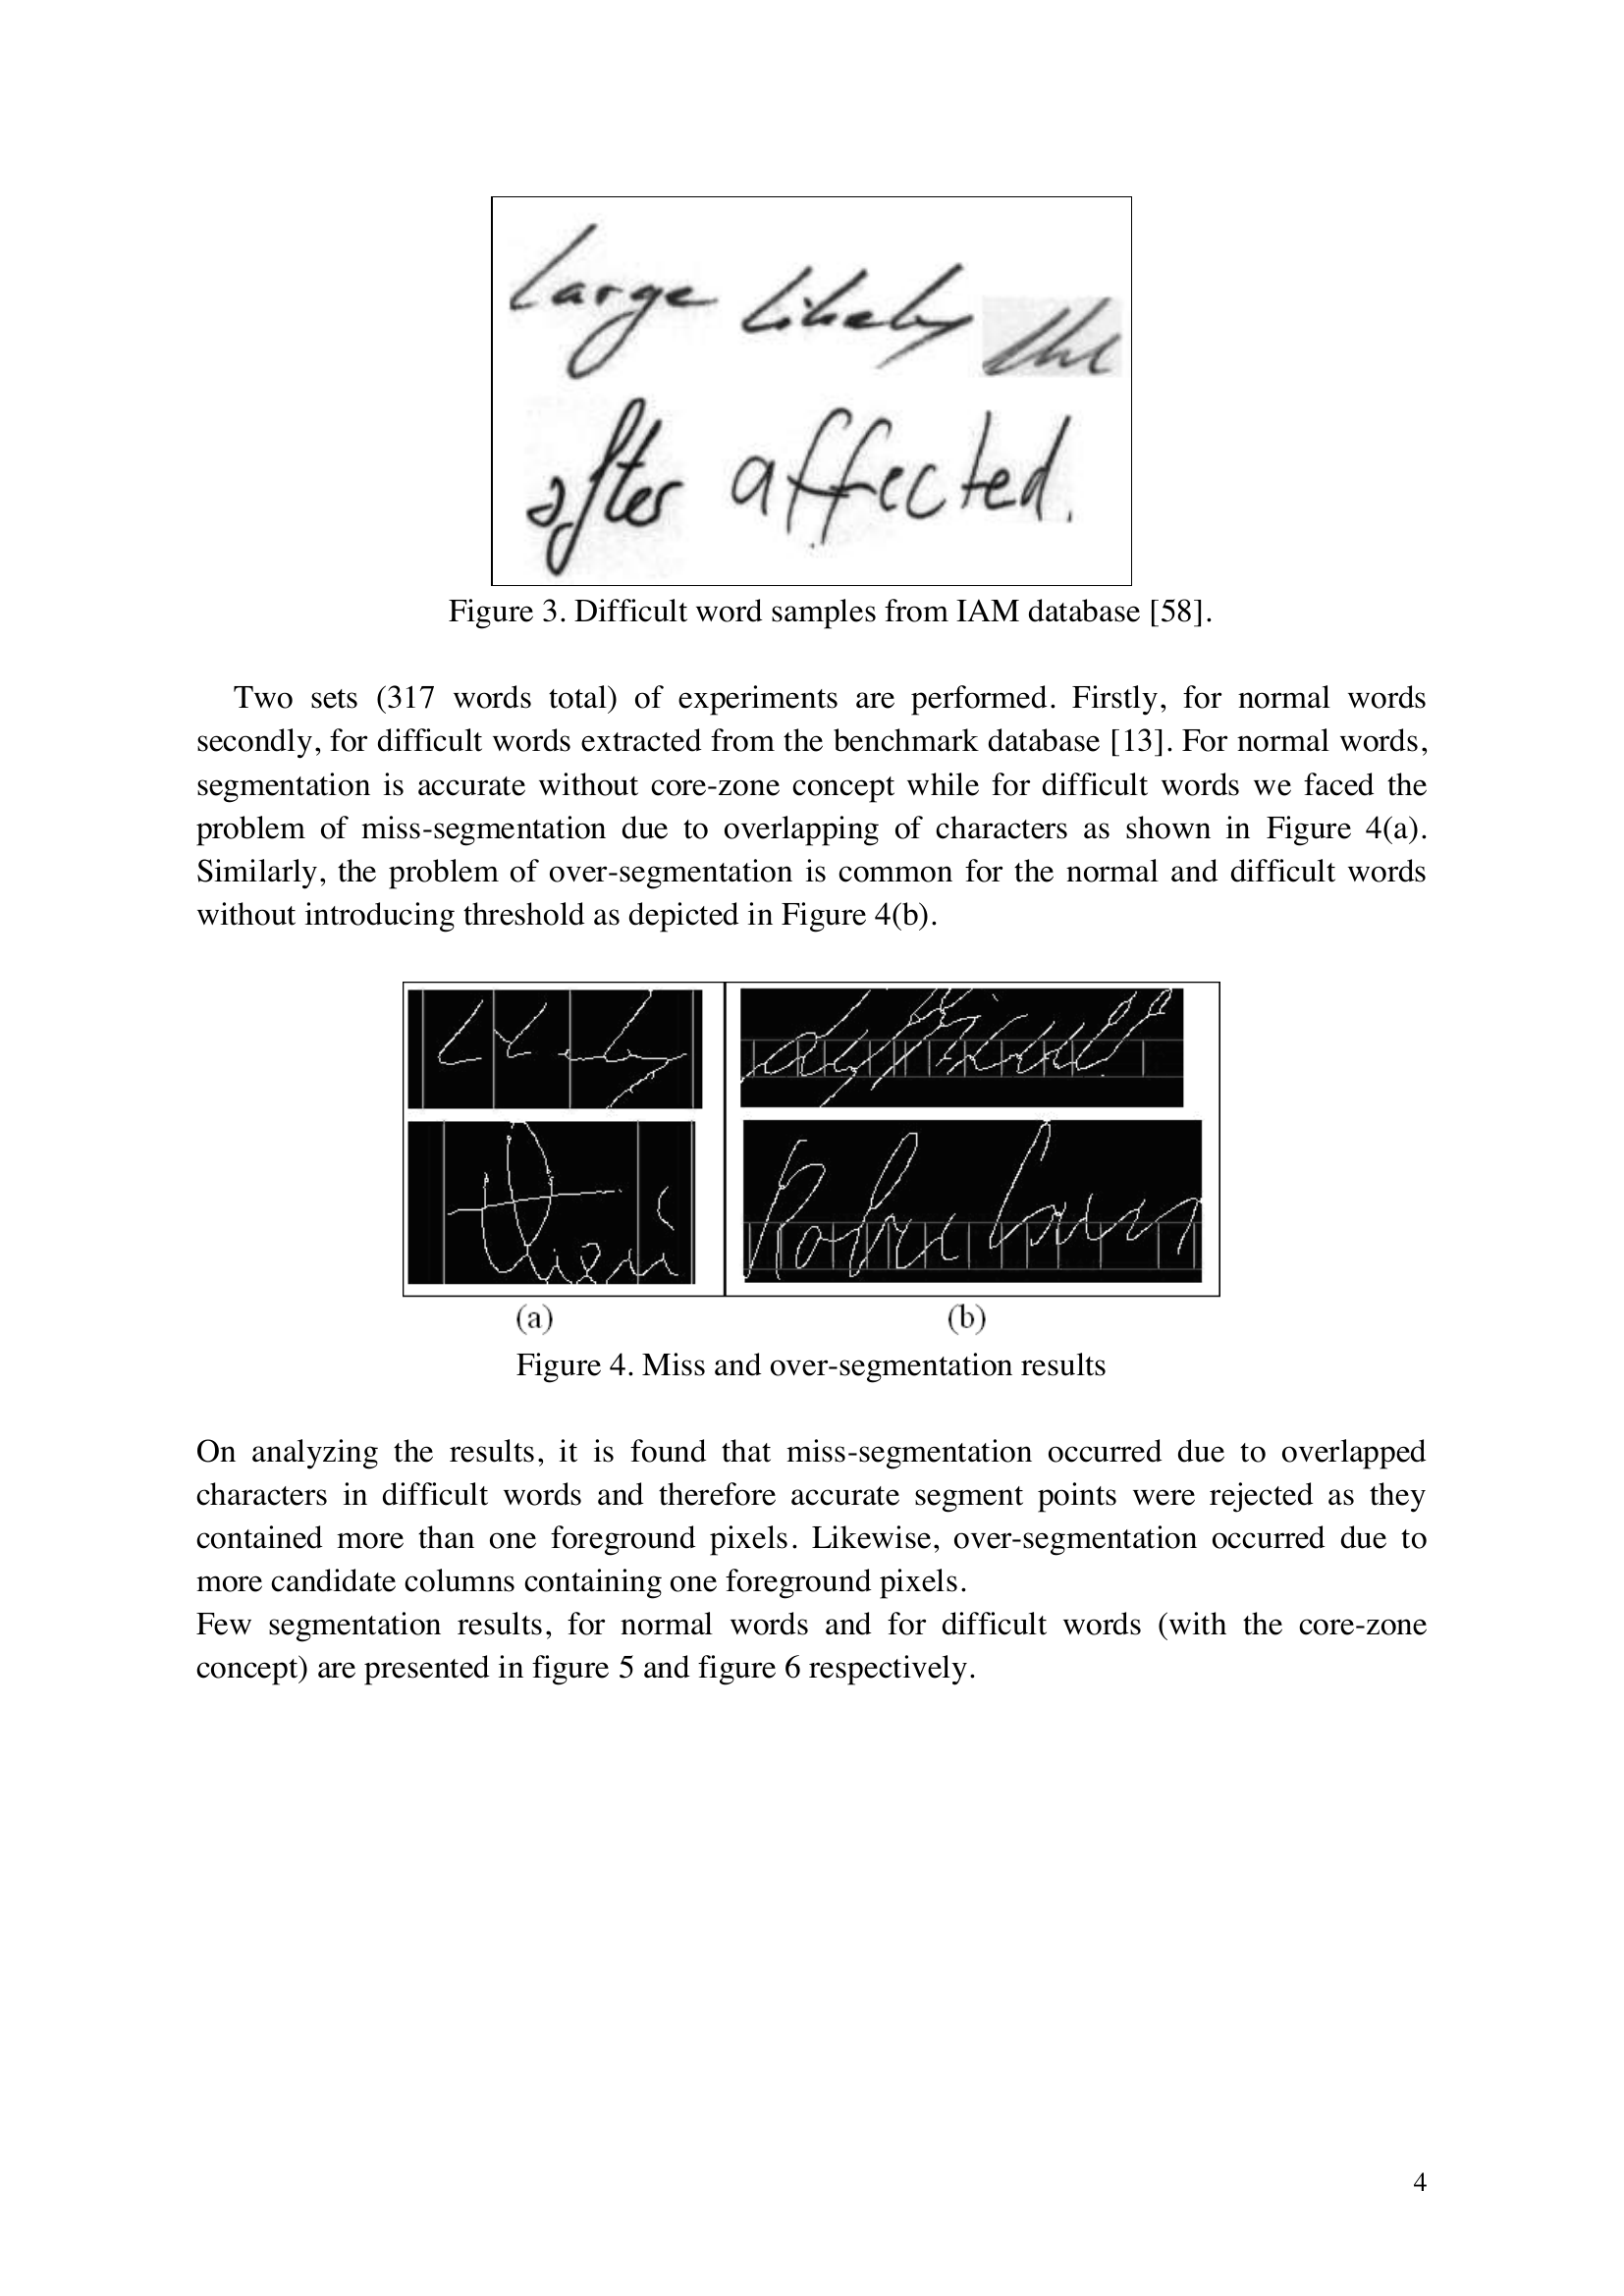 large likely the
after affected.
Figure 3. Difficult word samples from IAM database [58].
Two sets (317 words total) of experiments are performed. Firstly, for normal words
secondly, for difficult words extracted from the benchmark database [13]. For normal words,
segmentation is accurate without core-zone concept while for difficult words we faced the
problem of miss-segmentation due to overlapping of characters as shown in Figure 4(a).
Similarly, the problem of over-segmentation is common for the normal and difficult words
without introducing threshold as depicted in Figure 4(b).
(a) (b)
Figure 4. Miss and over-segmentation results
On analyzing the results, it is found that miss-segmentation occurred due to overlapped
characters in difficult words and therefore accurate segment points were rejected as they
contained more than one foreground pixels. Likewise, over-segmentation occurred due to
more candidate columns containing one foreground pixels.
Few segmentation results, for normal words and for difficult words (with the core-zone
concept) are presented in figure 5 and figure 6 respectively.
4